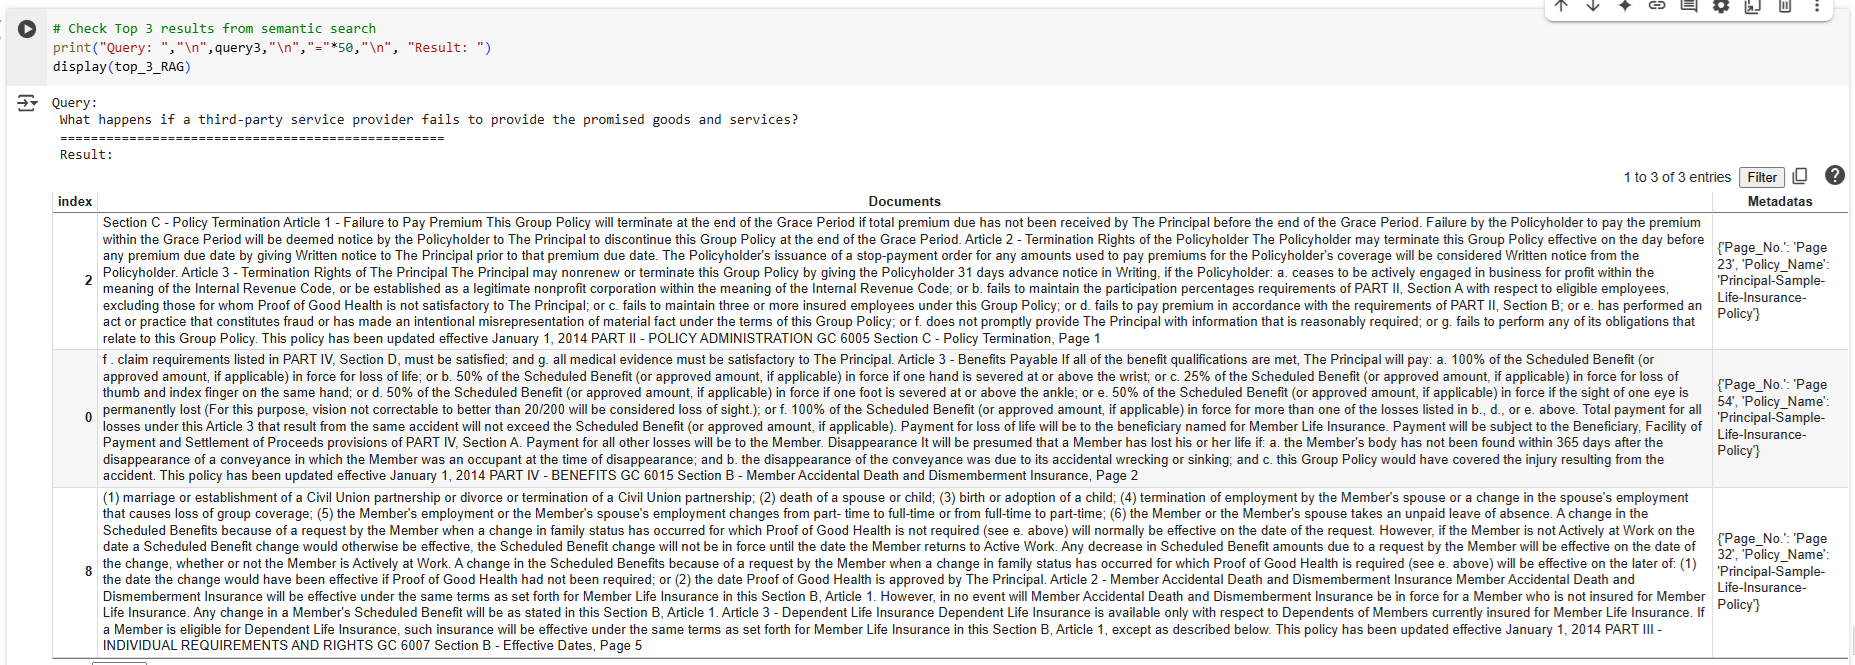 # Check Top 3 results from semantic search
print("Query: ","\n",query3,"\n","="*50,"\n", "Result: ")
display(top_3_RAG)
Query:
What happens if a third-party service provider fails to provide the promised goods and services?
==================================================
Result:
1 to 3 of 3 entries Filter
index Documents Metadatas
2
Section C - Policy Termination Article 1 - Failure to Pay Premium This Group Policy will terminate at the end of the Grace Period if total premium due has not been received by The Principal before the end of the Grace Period. Failure by the Policyholder to pay the premium
within the Grace Period will be deemed notice by the Policyholder to The Principal to discontinue this Group Policy at the end of the Grace Period. Article 2 - Termination Rights of the Policyholder The Policyholder may terminate this Group Policy effective on the day before
any premium due date by giving Written notice to The Principal prior to that premium due date. The Policyholder's issuance of a stop-payment order for any amounts used to pay premiums for the Policyholder's coverage will be considered Written notice from the
Policyholder. Article 3 - Termination Rights of The Principal The Principal may nonrenew or terminate this Group Policy by giving the Policyholder 31 days advance notice in Writing, if the Policyholder: a. ceases to be actively engaged in business for profit within the
meaning of the Internal Revenue Code, or be established as a legitimate nonprofit corporation within the meaning of the Internal Revenue Code; or b. fails to maintain the participation percentages requirements of PART II, Section A with respect to eligible employees,
excluding those for whom Proof of Good Health is not satisfactory to The Principal; or c. fails to maintain three or more insured employees under this Group Policy; or d. fails to pay premium in accordance with the requirements of PART II, Section B; or e. has performed an
act or practice that constitutes fraud or has made an intentional misrepresentation of material fact under the terms of this Group Policy; or f. does not promptly provide The Principal with information that is reasonably required; or g. fails to perform any of its obligations that
relate to this Group Policy. This policy has been updated effective January 1, 2014 PART II - POLICY ADMINISTRATION GC 6005 Section C - Policy Termination, Page 1
{'Page_No.': 'Page
23', 'Policy_Name':
'Principal-Sample-
Life-Insurance-
Policy'}
0
f . claim requirements listed in PART IV, Section D, must be satisfied; and g. all medical evidence must be satisfactory to The Principal. Article 3 - Benefits Payable If all of the benefit qualifications are met, The Principal will pay: a. 100% of the Scheduled Benefit (or
approved amount, if applicable) in force for loss of life; or b. 50% of the Scheduled Benefit (or approved amount, if applicable) in force if one hand is severed at or above the wrist; or c. 25% of the Scheduled Benefit (or approved amount, if applicable) in force for loss of
thumb and index finger on the same hand; or d. 50% of the Scheduled Benefit (or approved amount, if applicable) in force if one foot is severed at or above the ankle; or e. 50% of the Scheduled Benefit (or approved amount, if applicable) in force if the sight of one eye is
permanently lost (For this purpose, vision not correctable to better than 20/200 will be considered loss of sight.); or f. 100% of the Scheduled Benefit (or approved amount, if applicable) in force for more than one of the losses listed in b., d., or e. above. Total payment for all
losses under this Article 3 that result from the same accident will not exceed the Scheduled Benefit (or approved amount, if applicable). Payment for loss of life will be to the beneficiary named for Member Life Insurance. Payment will be subject to the Beneficiary, Facility of
Payment and Settlement of Proceeds provisions of PART IV, Section A. Payment for all other losses will be to the Member. Disappearance It will be presumed that a Member has lost his or her life if: a. the Member's body has not been found within 365 days after the
disappearance of a conveyance in which the Member was an occupant at the time of disappearance; and b. the disappearance of the conveyance was due to its accidental wrecking or sinking; and c. this Group Policy would have covered the injury resulting from the
accident. This policy has been updated effective January 1, 2014 PART IV - BENEFITS GC 6015 Section B - Member Accidental Death and Dismemberment Insurance, Page 2
{'Page_No.': 'Page
54', 'Policy_Name':
'Principal-Sample-
Life-Insurance-
Policy'}
8
(1) marriage or establishment of a Civil Union partnership or divorce or termination of a Civil Union partnership; (2) death of a spouse or child; (3) birth or adoption of a child; (4) termination of employment by the Member's spouse or a change in the spouse's employment
that causes loss of group coverage; (5) the Member's employment or the Member's spouse's employment changes from part- time to full-time or from full-time to part-time; (6) the Member or the Member's spouse takes an unpaid leave of absence. A change in the
Scheduled Benefits because of a request by the Member when a change in family status has occurred for which Proof of Good Health is not required (see e. above) will normally be effective on the date of the request. However, if the Member is not Actively at Work on the
date a Scheduled Benefit change would otherwise be effective, the Scheduled Benefit change will not be in force until the date the Member returns to Active Work. Any decrease in Scheduled Benefit amounts due to a request by the Member will be effective on the date of
the change, whether or not the Member is Actively at Work. A change in the Scheduled Benefits because of a request by the Member when a change in family status has occurred for which Proof of Good Health is required (see e. above) will be effective on the later of: (1)
the date the change would have been effective if Proof of Good Health had not been required; or (2) the date Proof of Good Health is approved by The Principal. Article 2 - Member Accidental Death and Dismemberment Insurance Member Accidental Death and
Dismemberment Insurance will be effective under the same terms as set forth for Member Life Insurance in this Section B, Article 1. However, in no event will Member Accidental Death and Dismemberment Insurance be in force for a Member who is not insured for Member
Life Insurance. Any change in a Member's Scheduled Benefit will be as stated in this Section B, Article 1. Article 3 - Dependent Life Insurance Dependent Life Insurance is available only with respect to Dependents of Members currently insured for Member Life Insurance. If
a Member is eligible for Dependent Life Insurance, such insurance will be effective under the same terms as set forth for Member Life Insurance in this Section B, Article 1, except as described below. This policy has been updated effective January 1, 2014 PART III -
INDIVIDUAL REQUIREMENTS AND RIGHTS GC 6007 Section B - Effective Dates, Page 5
{'Page_No.': 'Page
32', 'Policy_Name':
'Principal-Sample-
Life-Insurance-
Policy'}